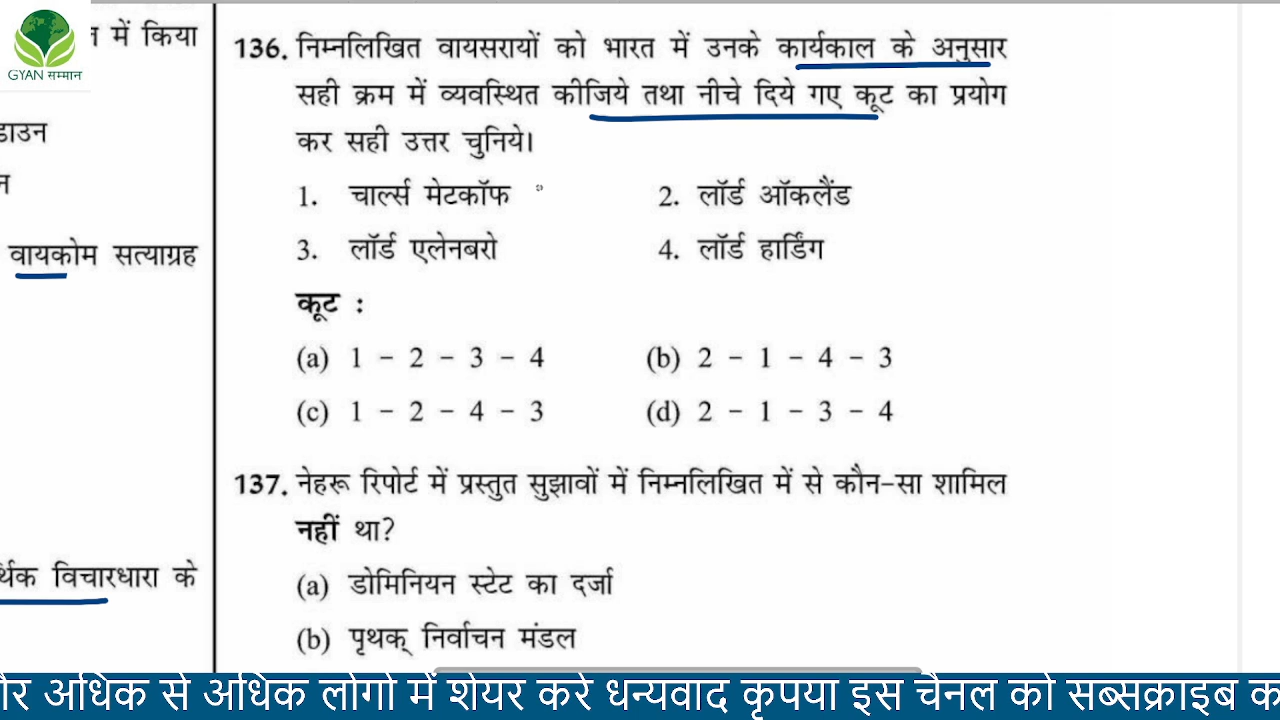 GYAN सम्मान
में किया
डाउन
वायकोम सत्याग्रह
र्थिक विचारधारा के
136. निम्नलिखित वायसरायों को भारत में उनके कार्यकाल के अनुसार
सही क्रम में व्यवस्थित कीजिये तथा नीचे दिये गए कूट का प्रयोग
कर सही उत्तर चुनिये।
1. चार्ल्स मेटकॉफ 2. लॉर्ड ऑकलैंड
3. लॉर्ड एलेनबरो 4. लॉर्ड हार्डिंग
कूट :
(a) 1 - 2 - 3 - 4 (b) 2 - 1 - 4 - 3
(c) 1 - 2 - 4 - 3 (d) 2 - 1 - 3 - 4
137. नेहरू रिपोर्ट में प्रस्तुत सुझावों में निम्नलिखित में से कौन-सा शामिल
नहीं था?
(a) डोमिनियन स्टेट का दर्जा
(b) पृथक् निर्वाचन मंडल
अधिक से अधिक लोगो में शेयर करे धन्यवाद कृपया इस चैनल को सब्सक्राइब